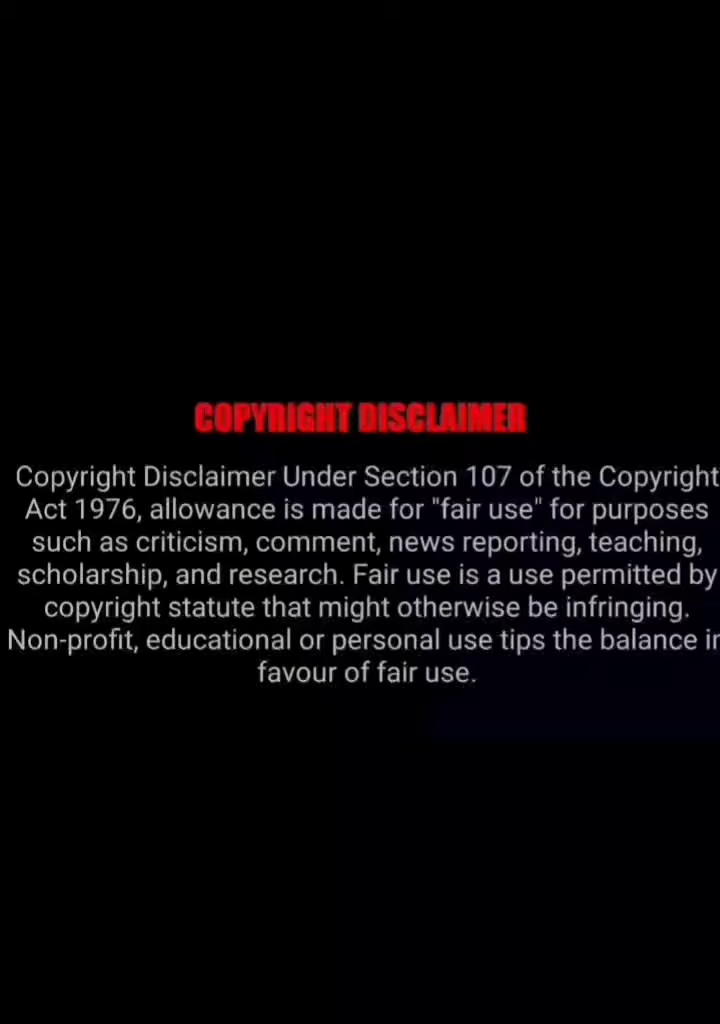 COPYRIGHT DISCLAIMER
Copyright Disclaimer Under Section 107 of the Copyright
Act 1976, allowance is made for "fair use" for purposes
such as criticism, comment, news reporting, teaching,
scholarship, and research. Fair use is a use permitted by
copyright statute that might otherwise be infringing.
Non-profit, educational or personal use tips the balance in
favour of fair use.